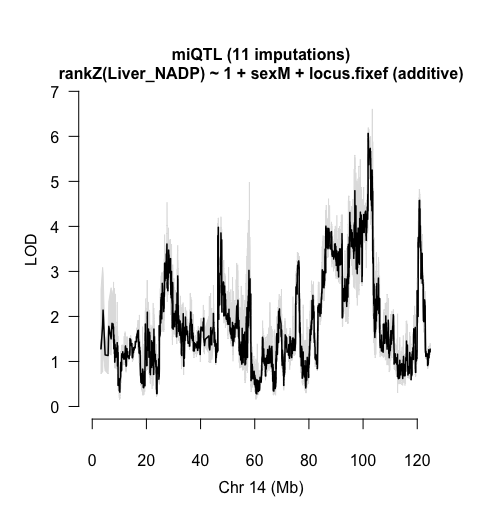 miQTL (11 imputations)
rankZ(Liver_NADP) ~ 1 + sexM + locus.fixef (additive)
7
6
5
4
3
2
1
0
LOD
0 20 40 60 80 100 120
Chr 14 (Mb)